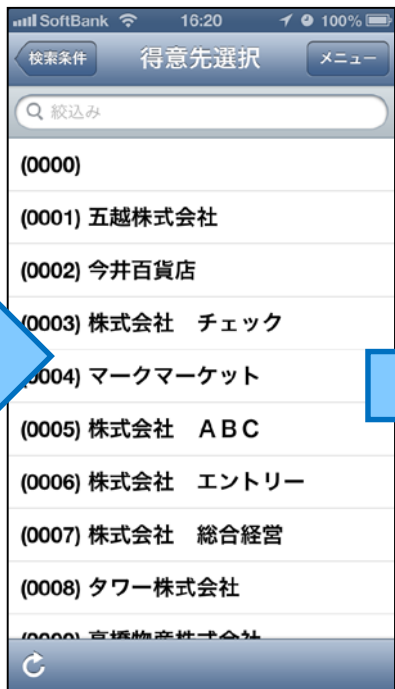 SoftBank 16:20 100%
検索条件 得意先選択 メニュー
絞込み
(0000)
(0001) 五越株式会社
(0002) 今井百貨店
(0003) 株式会社　チェック
0004) マークマーケット
(0005) 株式会社　ＡＢＣ
(0006) 株式会社　エントリー
(0007) 株式会社　総合経営
(0008) タワー株式会社